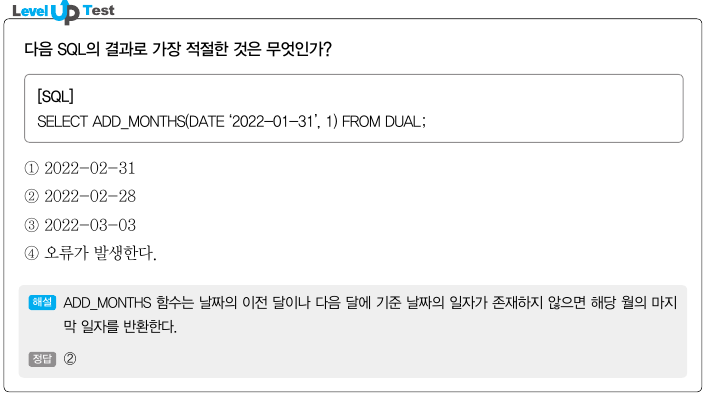 Level Up Test
다음 SQL의 결과로 가장 적절한 것은 무엇인가?
[SQL]
SELECT ADD_MONTHS(DATE ‘2022-01-31’, 1) FROM DUAL;
① 2022-02-31
② 2022-02-28
③ 2022-03-03
④ 오류가 발생한다.
해설 ADD_MONTHS 함수는 날짜의 이전 달이나 다음 달에 기준 날짜의 일자가 존재하지 않으면 해당 월의 마지
막 일자를 반환한다.
정답 ②